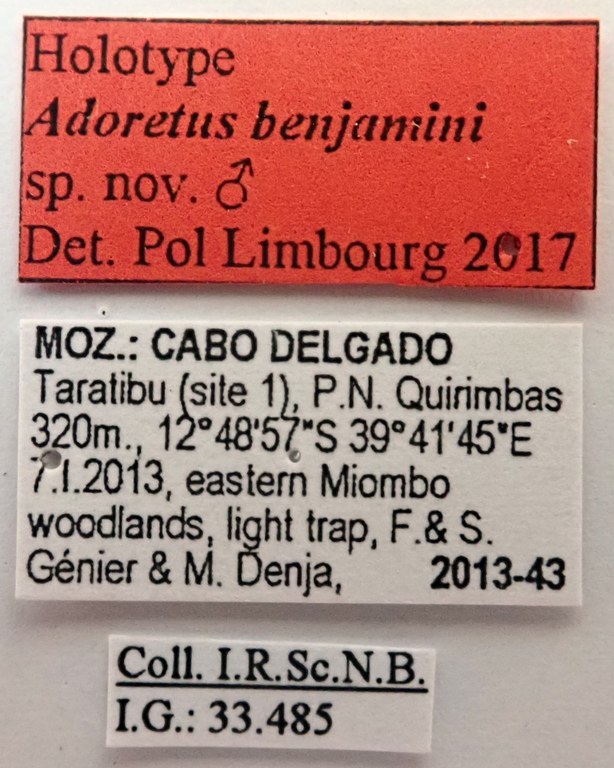 Holotype
Adoretus benjamini
sp. nov. ♂
Det. Pol Limbourg 2017
MOZ.: CABO DELGADO
Taratibu (site 1), P.N. Quirimbas
320m., 12°48'57"S 39°41'45"E
7.I.2013, eastern Miombo
woodlands, light trap, F.& S.
Génier & M. Denja, 2013-43
Coll. I.R.Sc.N.B.
I.G.: 33.485